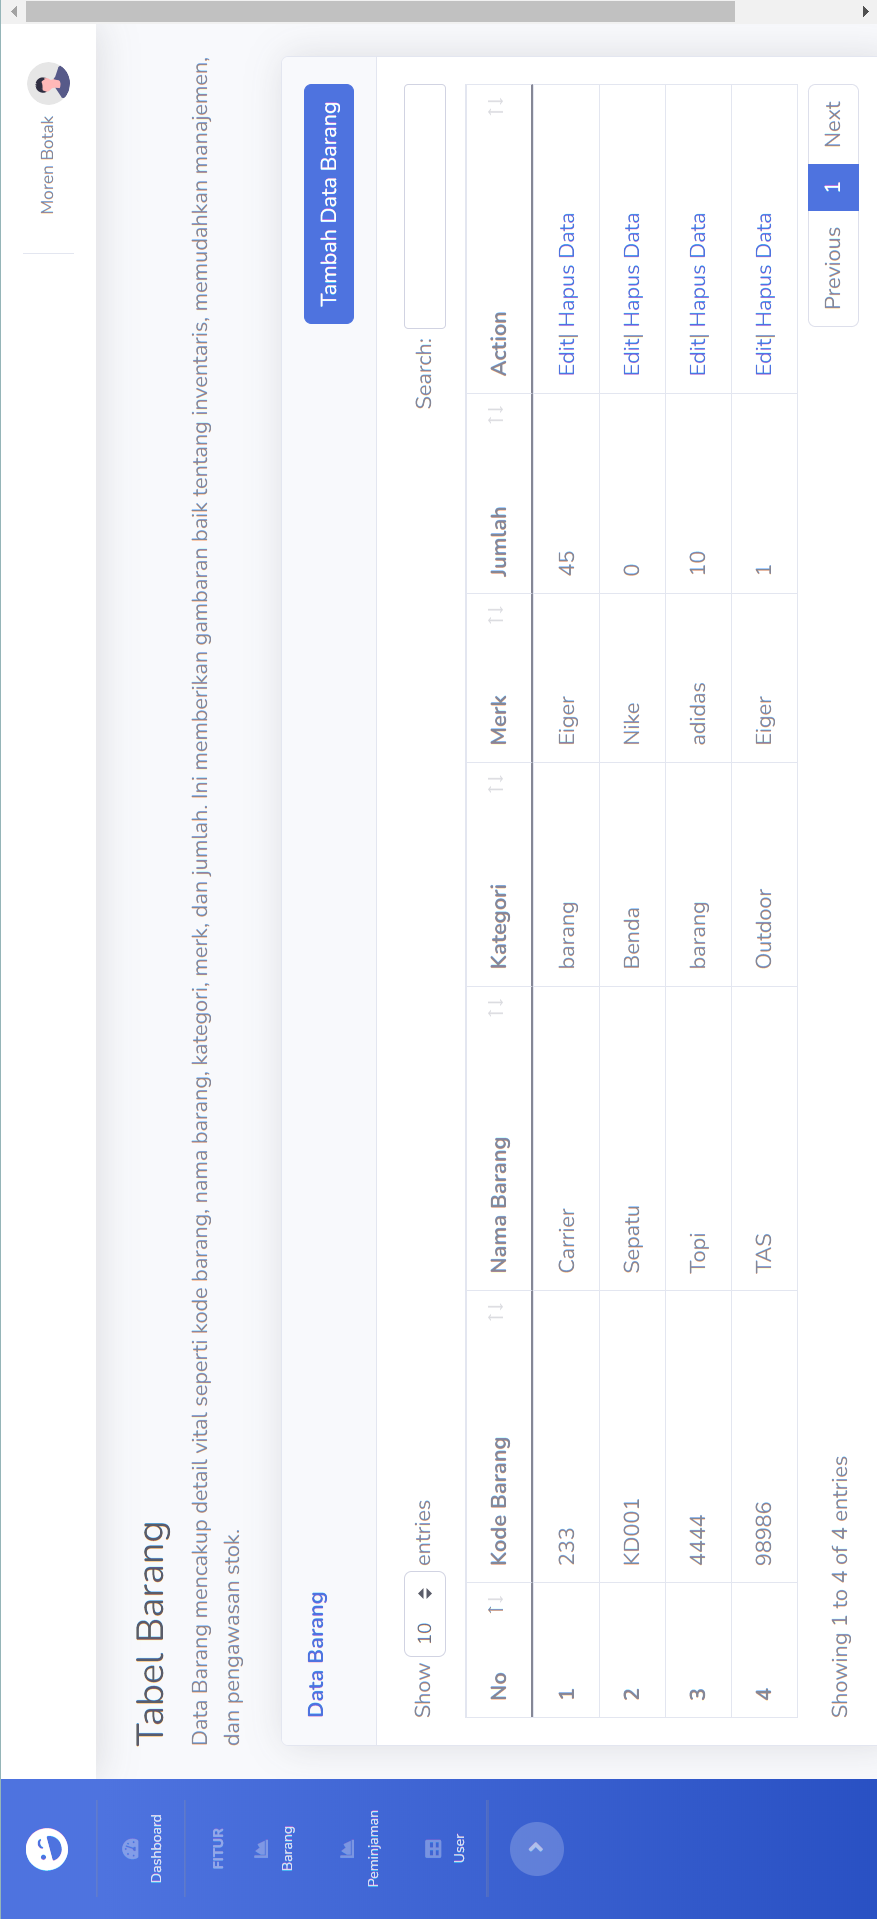 Dashboard
FITUR
Barang
Peminjaman
User
Moren Botak
Tabel Barang
Data Barang mencakup detail vital seperti kode barang, nama barang, kategori, merk, dan jumlah. Ini memberikan gambaran baik tentang inventaris, memudahkan manajemen,
dan pengawasan stok.
Data Barang
Tambah Data Barang
Show 10 entries
Search:
No Kode Barang Nama Barang Kategori Merk Jumlah Action
1 233 Carrier barang Eiger 45 Edit| Hapus Data
2 KD001 Sepatu Benda Nike 0 Edit| Hapus Data
3 4444 Topi barang adidas 10 Edit| Hapus Data
4 98986 TAS Outdoor Eiger 1 Edit| Hapus Data
Showing 1 to 4 of 4 entries
Previous 1 Next